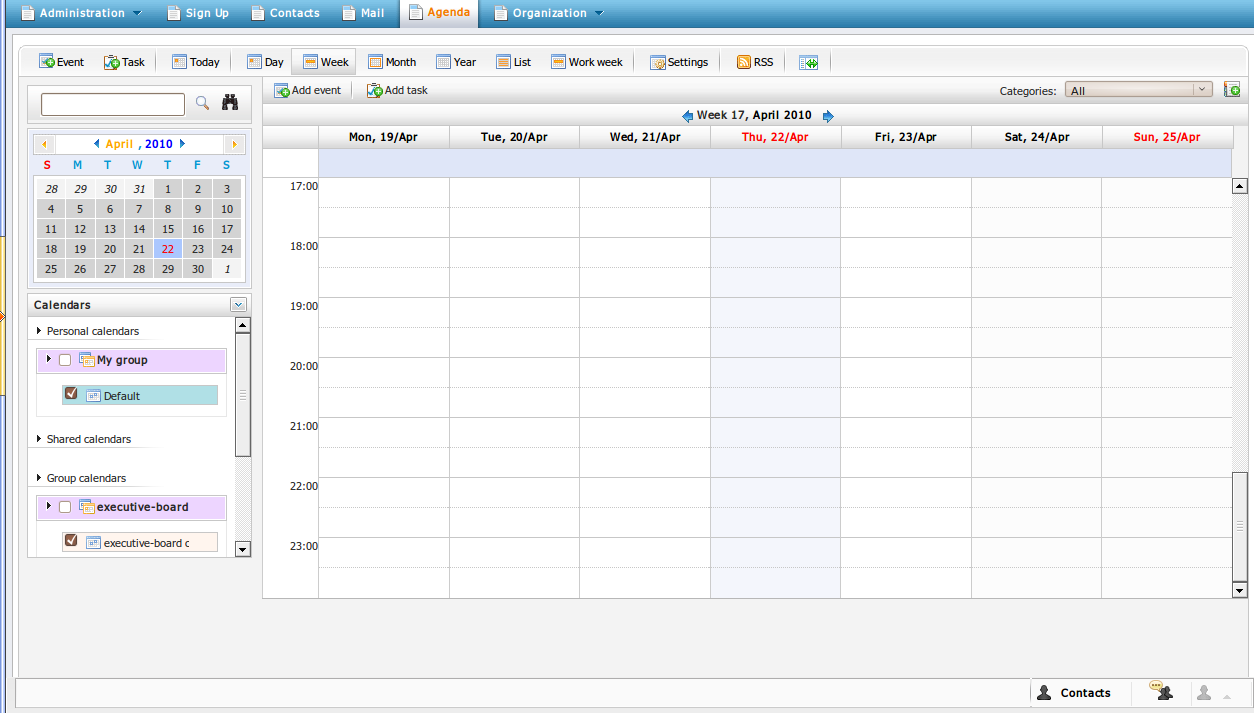 Administration Sign Up Contacts Mail Agenda Organization
Event Task Today Day Week Month Year List Work week Settings RSS
Add event Add task Categories: All
Week 17, April 2010
April , 2010
S M T W T F S
28 29 30 31 1 2 3
4 5 6 7 8 9 10
11 12 13 14 15 16 17
18 19 20 21 22 23 24
25 26 27 28 29 30 1
Calendars
Personal calendars
My group
Default
Shared calendars
Group calendars
executive-board
executive-board c
Mon, 19/Apr Tue, 20/Apr Wed, 21/Apr Thu, 22/Apr Fri, 23/Apr Sat, 24/Apr Sun, 25/Apr
17:00
18:00
19:00
20:00
21:00
22:00
23:00
Contacts